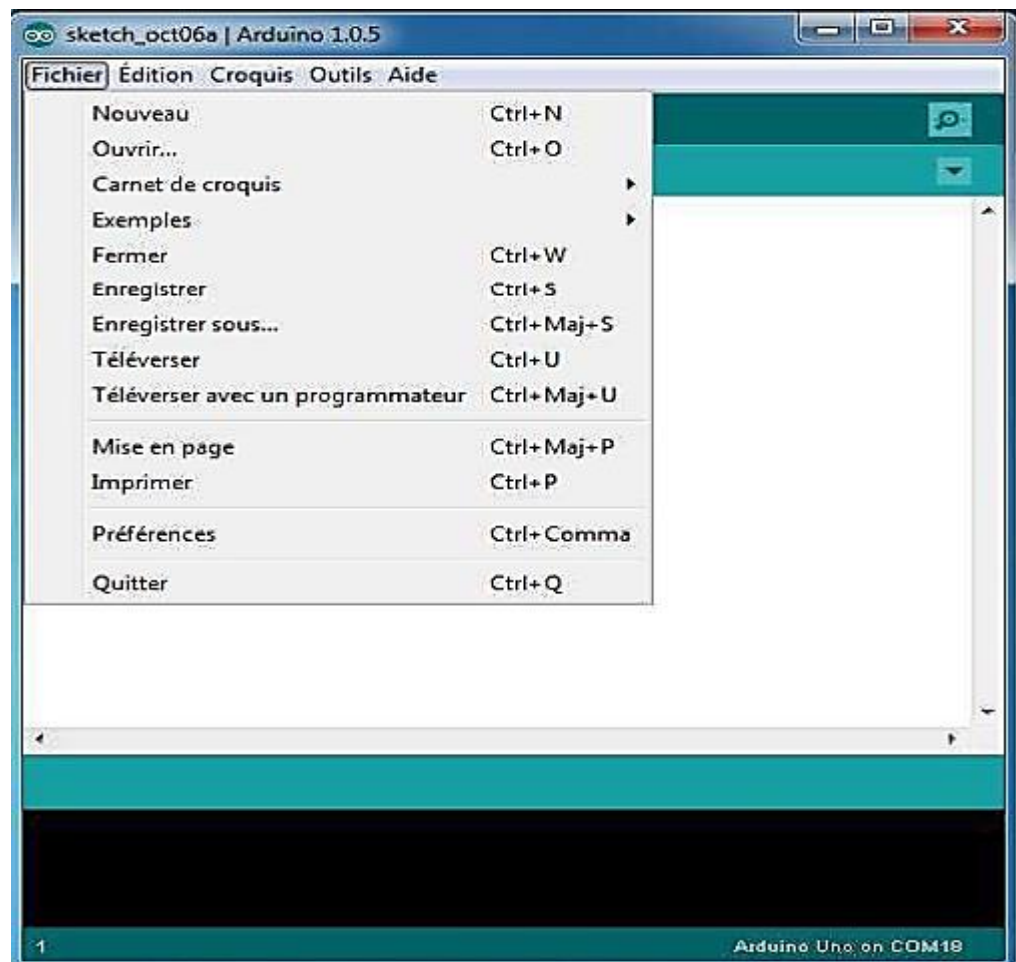 sketch_oct06a | Arduino 1.0.5
Fichier Édition Croquis Outils Aide
Nouveau Ctrl+N
Ouvrir... Ctrl+O
Carnet de croquis
Exemples
Fermer Ctrl+W
Enregistrer Ctrl+S
Enregistrer sous... Ctrl+Maj+S
Téléverser Ctrl+U
Téléverser avec un programmateur Ctrl+Maj+U
Mise en page Ctrl+Maj+P
Imprimer Ctrl+P
Préférences Ctrl+Comma
Quitter Ctrl+Q
1 Arduino Uno on COM18